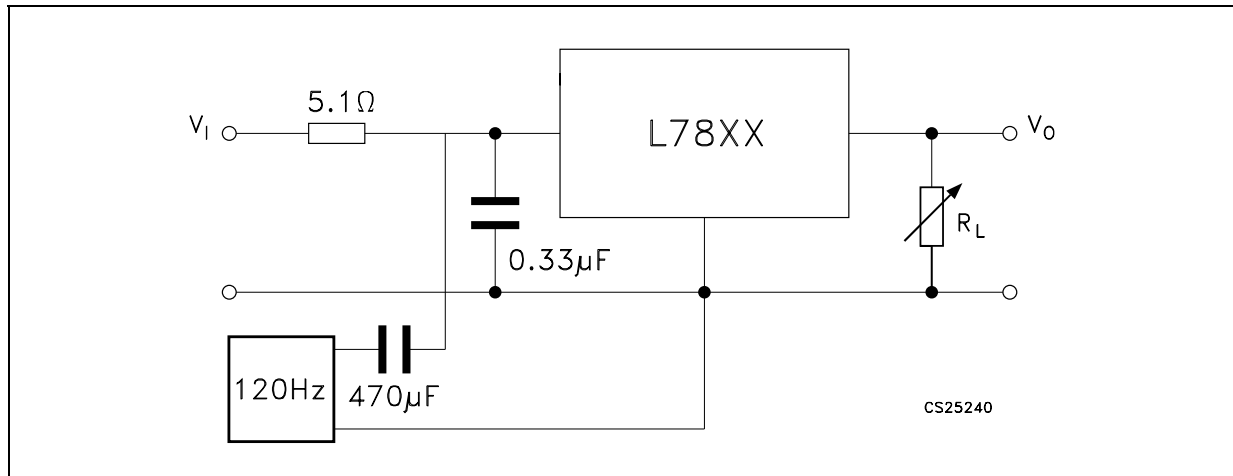 5.1Ω
V_I
L78XX
V_O
R_L
0.33µF
120Hz
470µF
CS25240